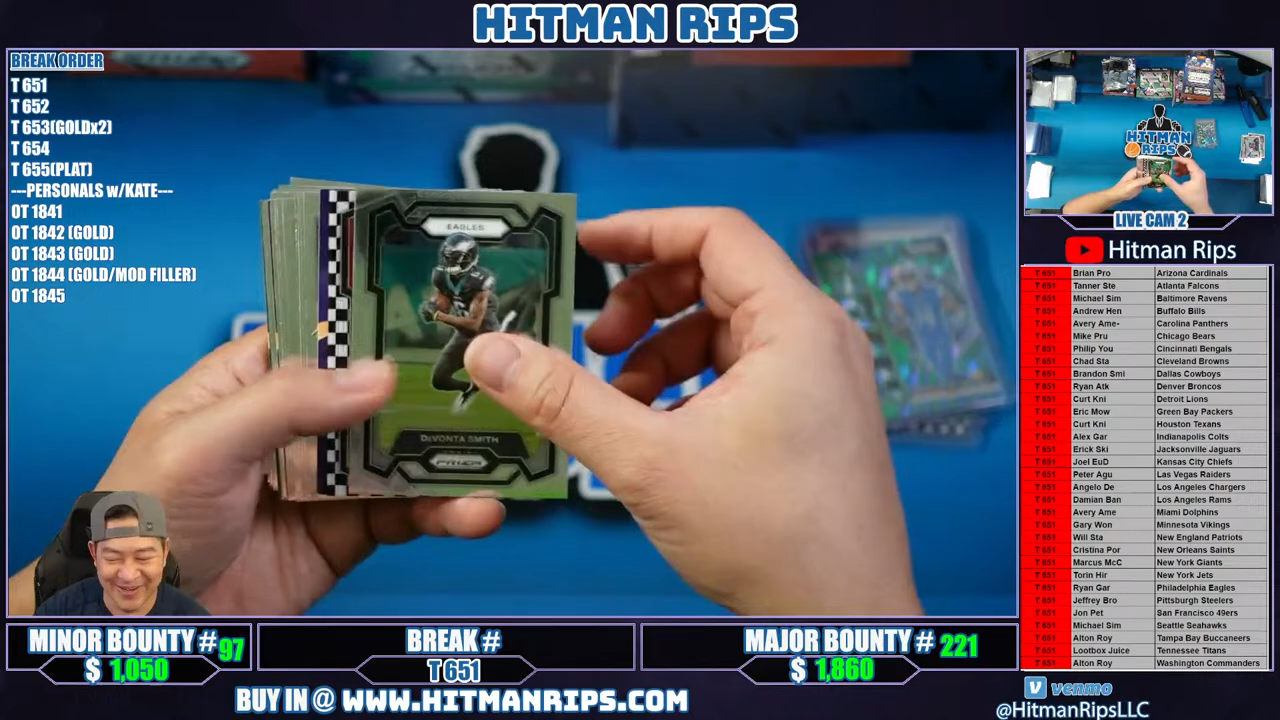 HITMAN RIPS
BREAK ORDER
T 651
T 652
T 653(GOLDx2)
T 654
T 655(PLAT)
---PERSONALS w/KATE---
OT 1841
OT 1842 (GOLD)
OT 1843 (GOLD)
OT 1844 (GOLD/MOD FILLER)
OT 1845
EAGLES
DeVONTA SMITH
PRIZM
HITMAN
RIPS
LIVE CAM 2
Hitman Rips
T 651 Brian Pro Arizona Cardinals
T 651 Tanner Ste Atlanta Falcons
T 651 Michael Sim Baltimore Ravens
T 651 Andrew Hen Buffalo Bills
T 651 Avery Ame- Carolina Panthers
T 651 Mike Pru Chicago Bears
T 651 Philip You Cincinnati Bengals
T 651 Chad Sta Cleveland Browns
T 651 Brandon Smi Dallas Cowboys
T 651 Ryan Atk Denver Broncos
T 651 Curt Kni Detroit Lions
T 651 Eric Mow Green Bay Packers
T 651 Curt Kni Houston Texans
T 651 Alex Gar Indianapolis Colts
T 651 Erick Ski Jacksonville Jaguars
T 651 Joel EuD Kansas City Chiefs
T 651 Peter Agu Las Vegas Raiders
T 651 Angelo De Los Angeles Chargers
T 651 Damian Ban Los Angeles Rams
T 651 Avery Ame Miami Dolphins
T 651 Gary Won Minnesota Vikings
T 651 Will Sta New England Patriots
T 651 Cristina Por New Orleans Saints
T 651 Marcus McC New York Giants
T 651 Torin Hir New York Jets
T 651 Ryan Gar Philadelphia Eagles
T 651 Jeffrey Bro Pittsburgh Steelers
T 651 Jon Pet San Francisco 49ers
T 651 Michael Sim Seattle Seahawks
T 651 Alton Roy Tampa Bay Buccaneers
T 651 Lootbox Juice Tennessee Titans
T 651 Alton Roy Washington Commanders
MINOR BOUNTY # 97
$ 1,050
BREAK #
T 651
MAJOR BOUNTY # 221
$ 1,860
BUY IN @ WWW.HITMANRIPS.COM
venmo
@HitmanRipsLLC